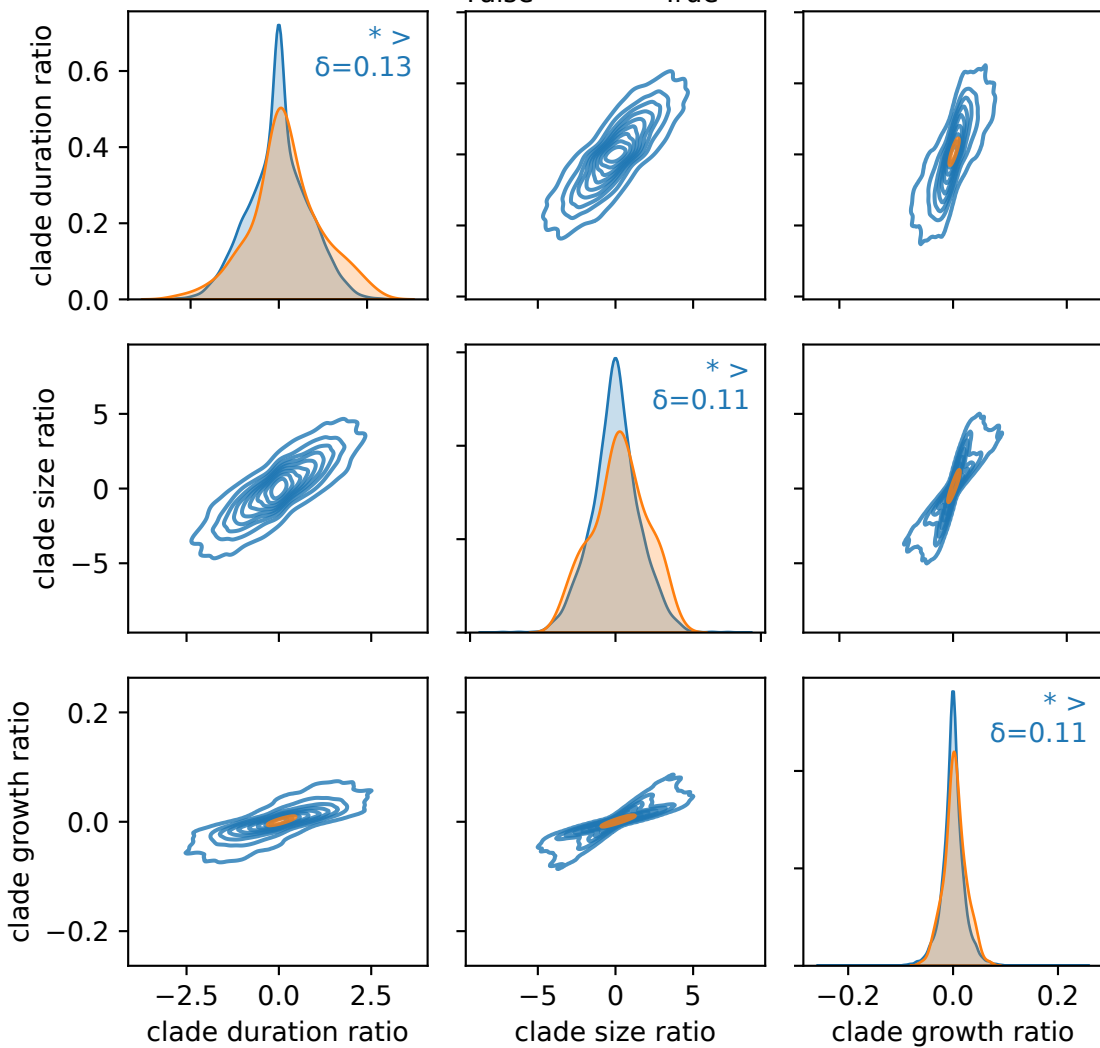 clade duration ratio
0.6
0.4
0.2
0.0
* >
δ=0.13
clade size ratio
5
0
−5
* >
δ=0.11
clade growth ratio
0.2
0.0
−0.2
* >
δ=0.11
−2.5 0.0 2.5
−5 0 5
−0.2 0.0 0.2
clade duration ratio
clade size ratio
clade growth ratio